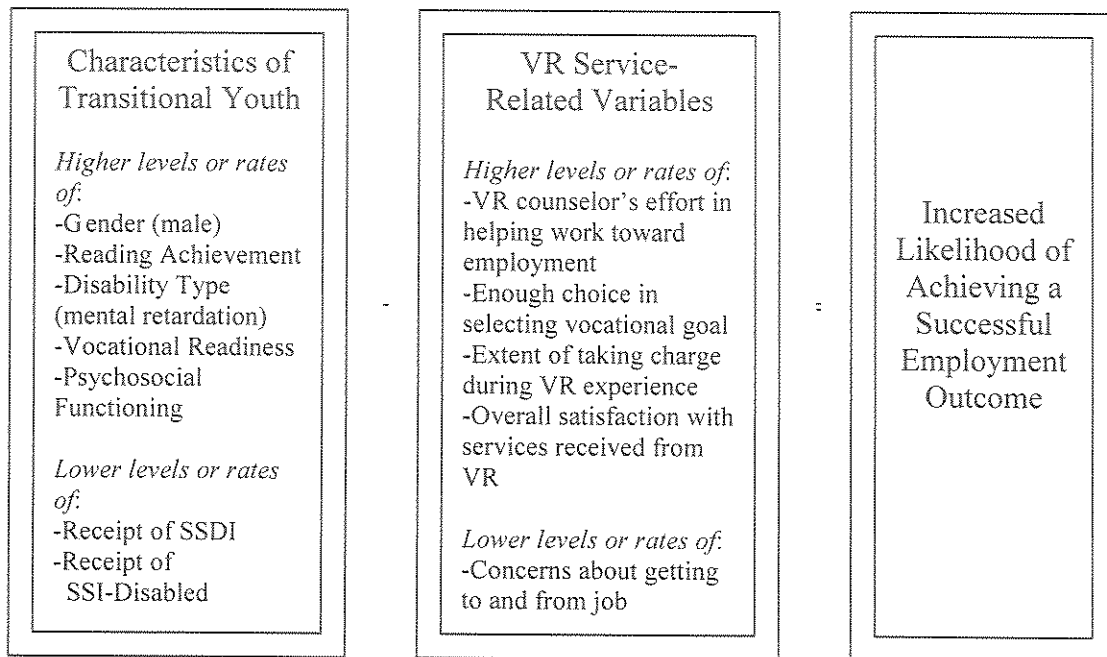 Characteristics of
Transitional Youth
Higher levels or rates
of:
-Gender (male)
-Reading Achievement
-Disability Type
(mental retardation)
-Vocational Readiness
-Psychosocial
Functioning
Lower levels or rates
of:
-Receipt of SSDI
-Receipt of
SSI-Disabled
-
VR Service-
Related Variables
Higher levels or rates of:
-VR counselor's effort in
helping work toward
employment
-Enough choice in
selecting vocational goal
-Extent of taking charge
during VR experience
-Overall satisfaction with
services received from
VR
Lower levels or rates of:
-Concerns about getting
to and from job
=
Increased
Likelihood of
Achieving a
Successful
Employment
Outcome